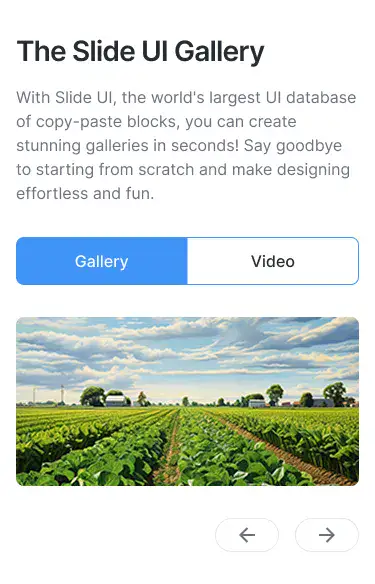 The Slide UI Gallery
With Slide UI, the world's largest UI database
of copy-paste blocks, you can create
stunning galleries in seconds! Say goodbye
to starting from scratch and make designing
effortless and fun.
Gallery
Video